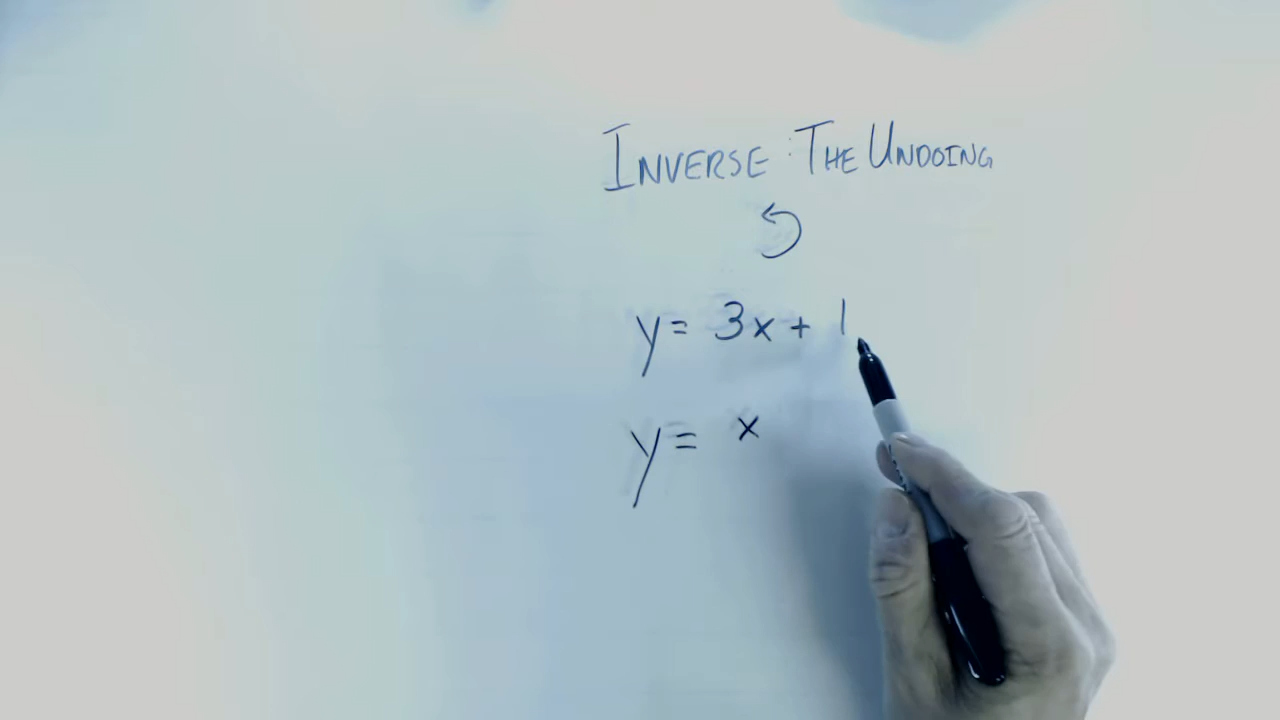 INVERSE : THE UNDOING
y = 3x + 1
y = x